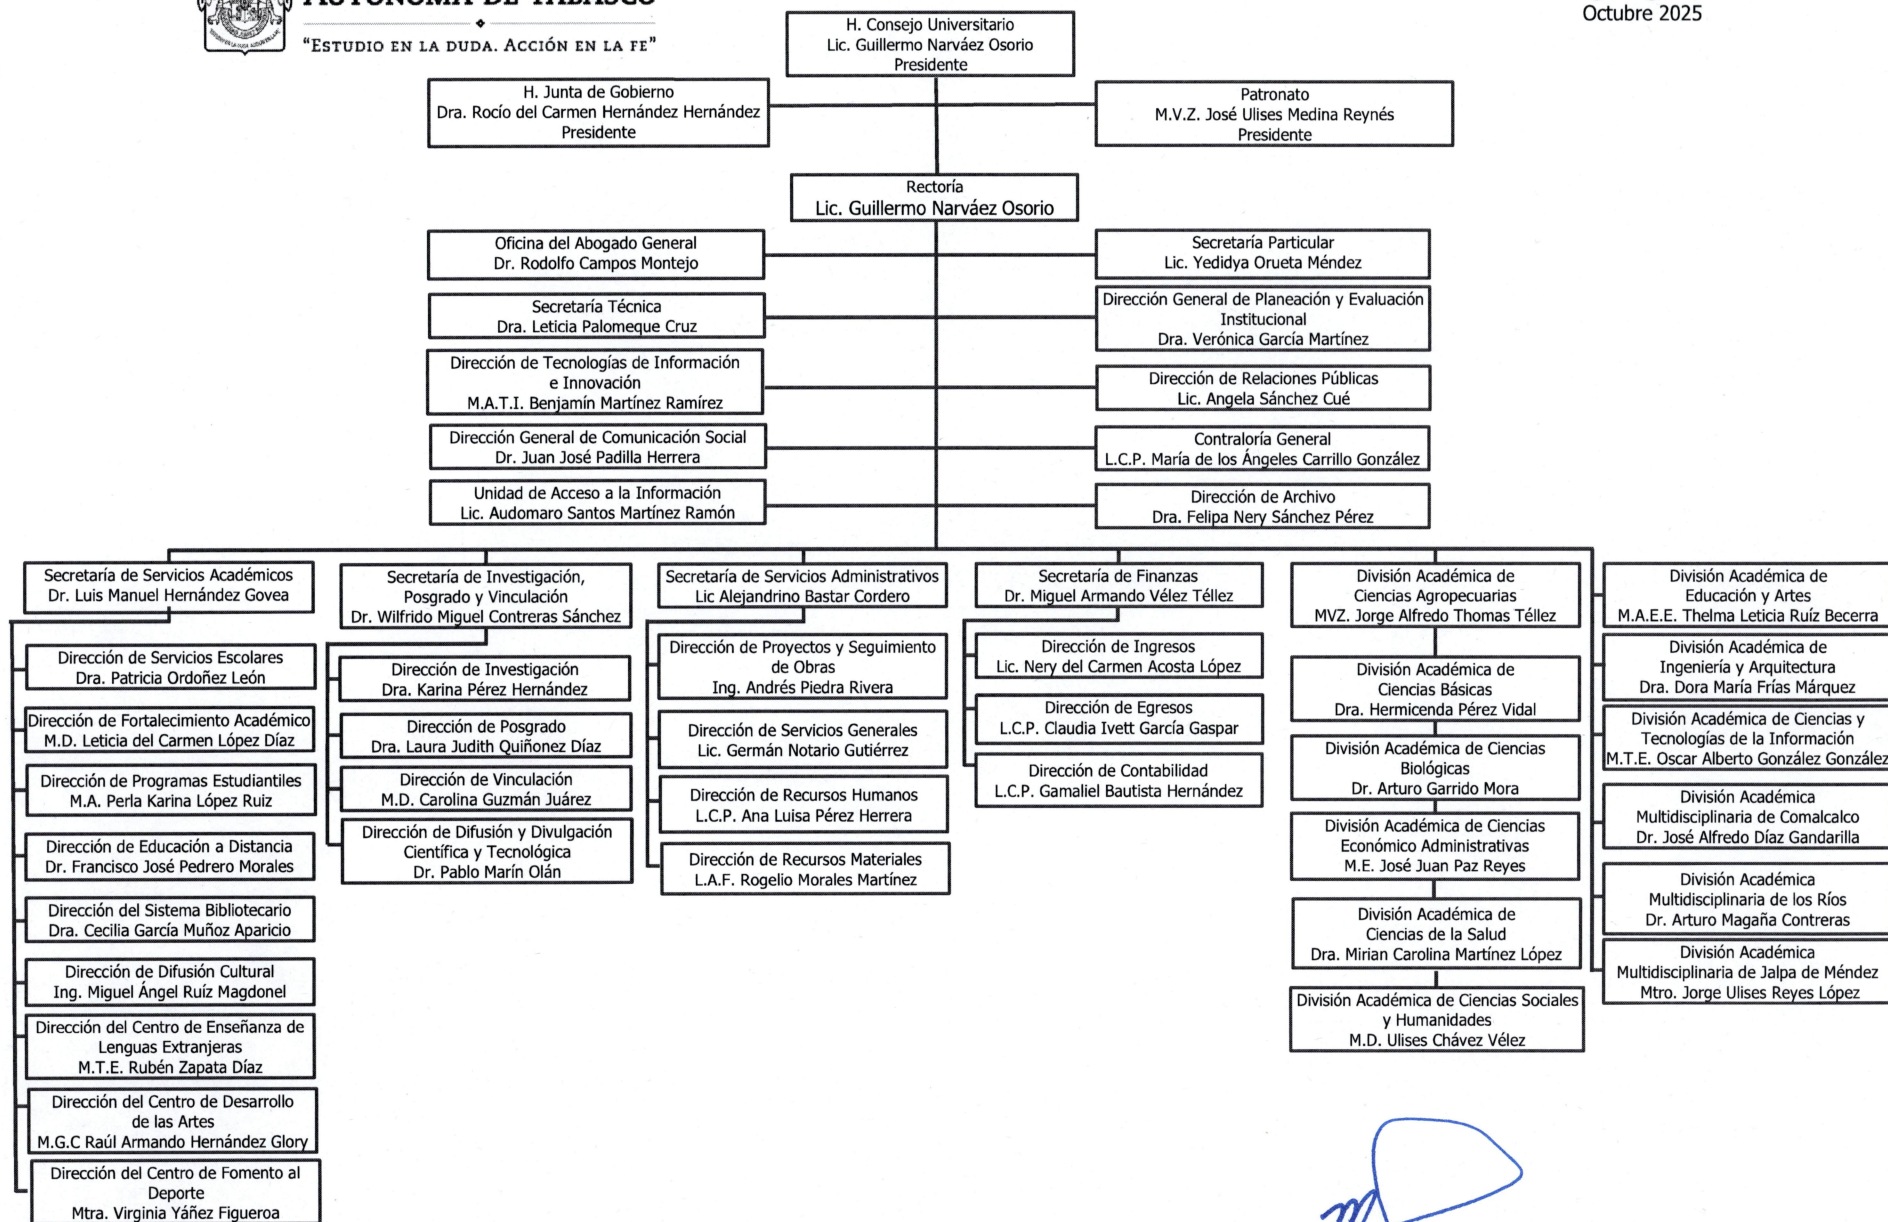 AUTÓNOMA DE TABASCO
"ESTUDIO EN LA DUDA. ACCIÓN EN LA FE"
Octubre 2025
H. Consejo Universitario
Lic. Guillermo Narváez Osorio
Presidente
H. Junta de Gobierno
Dra. Rocío del Carmen Hernández Hernández
Presidente
Patronato
M.V.Z. José Ulises Medina Reynés
Presidente
Rectoría
Lic. Guillermo Narváez Osorio
Oficina del Abogado General
Dr. Rodolfo Campos Montejo
Secretaría Particular
Lic. Yedidya Orueta Méndez
Secretaría Técnica
Dra. Leticia Palomeque Cruz
Dirección General de Planeación y Evaluación
Institucional
Dra. Verónica García Martínez
Dirección de Tecnologías de Información
e Innovación
M.A.T.I. Benjamín Martínez Ramírez
Dirección de Relaciones Públicas
Lic. Angela Sánchez Cué
Dirección General de Comunicación Social
Dr. Juan José Padilla Herrera
Contraloría General
L.C.P. María de los Ángeles Carrillo González
Unidad de Acceso a la Información
Lic. Audomaro Santos Martínez Ramón
Dirección de Archivo
Dra. Felipa Nery Sánchez Pérez
Secretaría de Servicios Académicos
Dr. Luis Manuel Hernández Govea
Dirección de Servicios Escolares
Dra. Patricia Ordoñez León
Dirección de Fortalecimiento Académico
M.D. Leticia del Carmen López Díaz
Dirección de Programas Estudiantiles
M.A. Perla Karina López Ruiz
Dirección de Educación a Distancia
Dr. Francisco José Pedrero Morales
Dirección del Sistema Bibliotecario
Dra. Cecilia García Muñoz Aparicio
Dirección de Difusión Cultural
Ing. Miguel Ángel Ruíz Magdonel
Dirección del Centro de Enseñanza de
Lenguas Extranjeras
M.T.E. Rubén Zapata Díaz
Dirección del Centro de Desarrollo
de las Artes
M.G.C Raúl Armando Hernández Glory
Dirección del Centro de Fomento al
Deporte
Mtra. Virginia Yáñez Figueroa
Secretaría de Investigación,
Posgrado y Vinculación
Dr. Wilfrido Miguel Contreras Sánchez
Dirección de Investigación
Dra. Karina Pérez Hernández
Dirección de Posgrado
Dra. Laura Judith Quiñonez Díaz
Dirección de Vinculación
M.D. Carolina Guzmán Juárez
Dirección de Difusión y Divulgación
Científica y Tecnológica
Dr. Pablo Marín Olán
Secretaría de Servicios Administrativos
Lic Alejandrino Bastar Cordero
Dirección de Proyectos y Seguimiento
de Obras
Ing. Andrés Piedra Rivera
Dirección de Servicios Generales
Lic. Germán Notario Gutiérrez
Dirección de Recursos Humanos
L.C.P. Ana Luisa Pérez Herrera
Dirección de Recursos Materiales
L.A.F. Rogelio Morales Martínez
Secretaría de Finanzas
Dr. Miguel Armando Vélez Téllez
Dirección de Ingresos
Lic. Nery del Carmen Acosta López
Dirección de Egresos
L.C.P. Claudia Ivett García Gaspar
Dirección de Contabilidad
L.C.P. Gamaliel Bautista Hernández
División Académica de
Ciencias Agropecuarias
MVZ. Jorge Alfredo Thomas Téllez
División Académica de
Ciencias Básicas
Dra. Hermicenda Pérez Vidal
División Académica de Ciencias
Biológicas
Dr. Arturo Garrido Mora
División Académica de Ciencias
Económico Administrativas
M.E. José Juan Paz Reyes
División Académica de
Ciencias de la Salud
Dra. Mirian Carolina Martínez López
División Académica de Ciencias Sociales
y Humanidades
M.D. Ulises Chávez Vélez
División Académica de
Educación y Artes
M.A.E.E. Thelma Leticia Ruíz Becerra
División Académica de
Ingeniería y Arquitectura
Dra. Dora María Frías Márquez
División Académica de Ciencias y
Tecnologías de la Información
M.T.E. Oscar Alberto González González
División Académica
Multidisciplinaria de Comalcalco
Dr. José Alfredo Díaz Gandarilla
División Académica
Multidisciplinaria de los Ríos
Dr. Arturo Magaña Contreras
División Académica
Multidisciplinaria de Jalpa de Méndez
Mtro. Jorge Ulises Reyes López